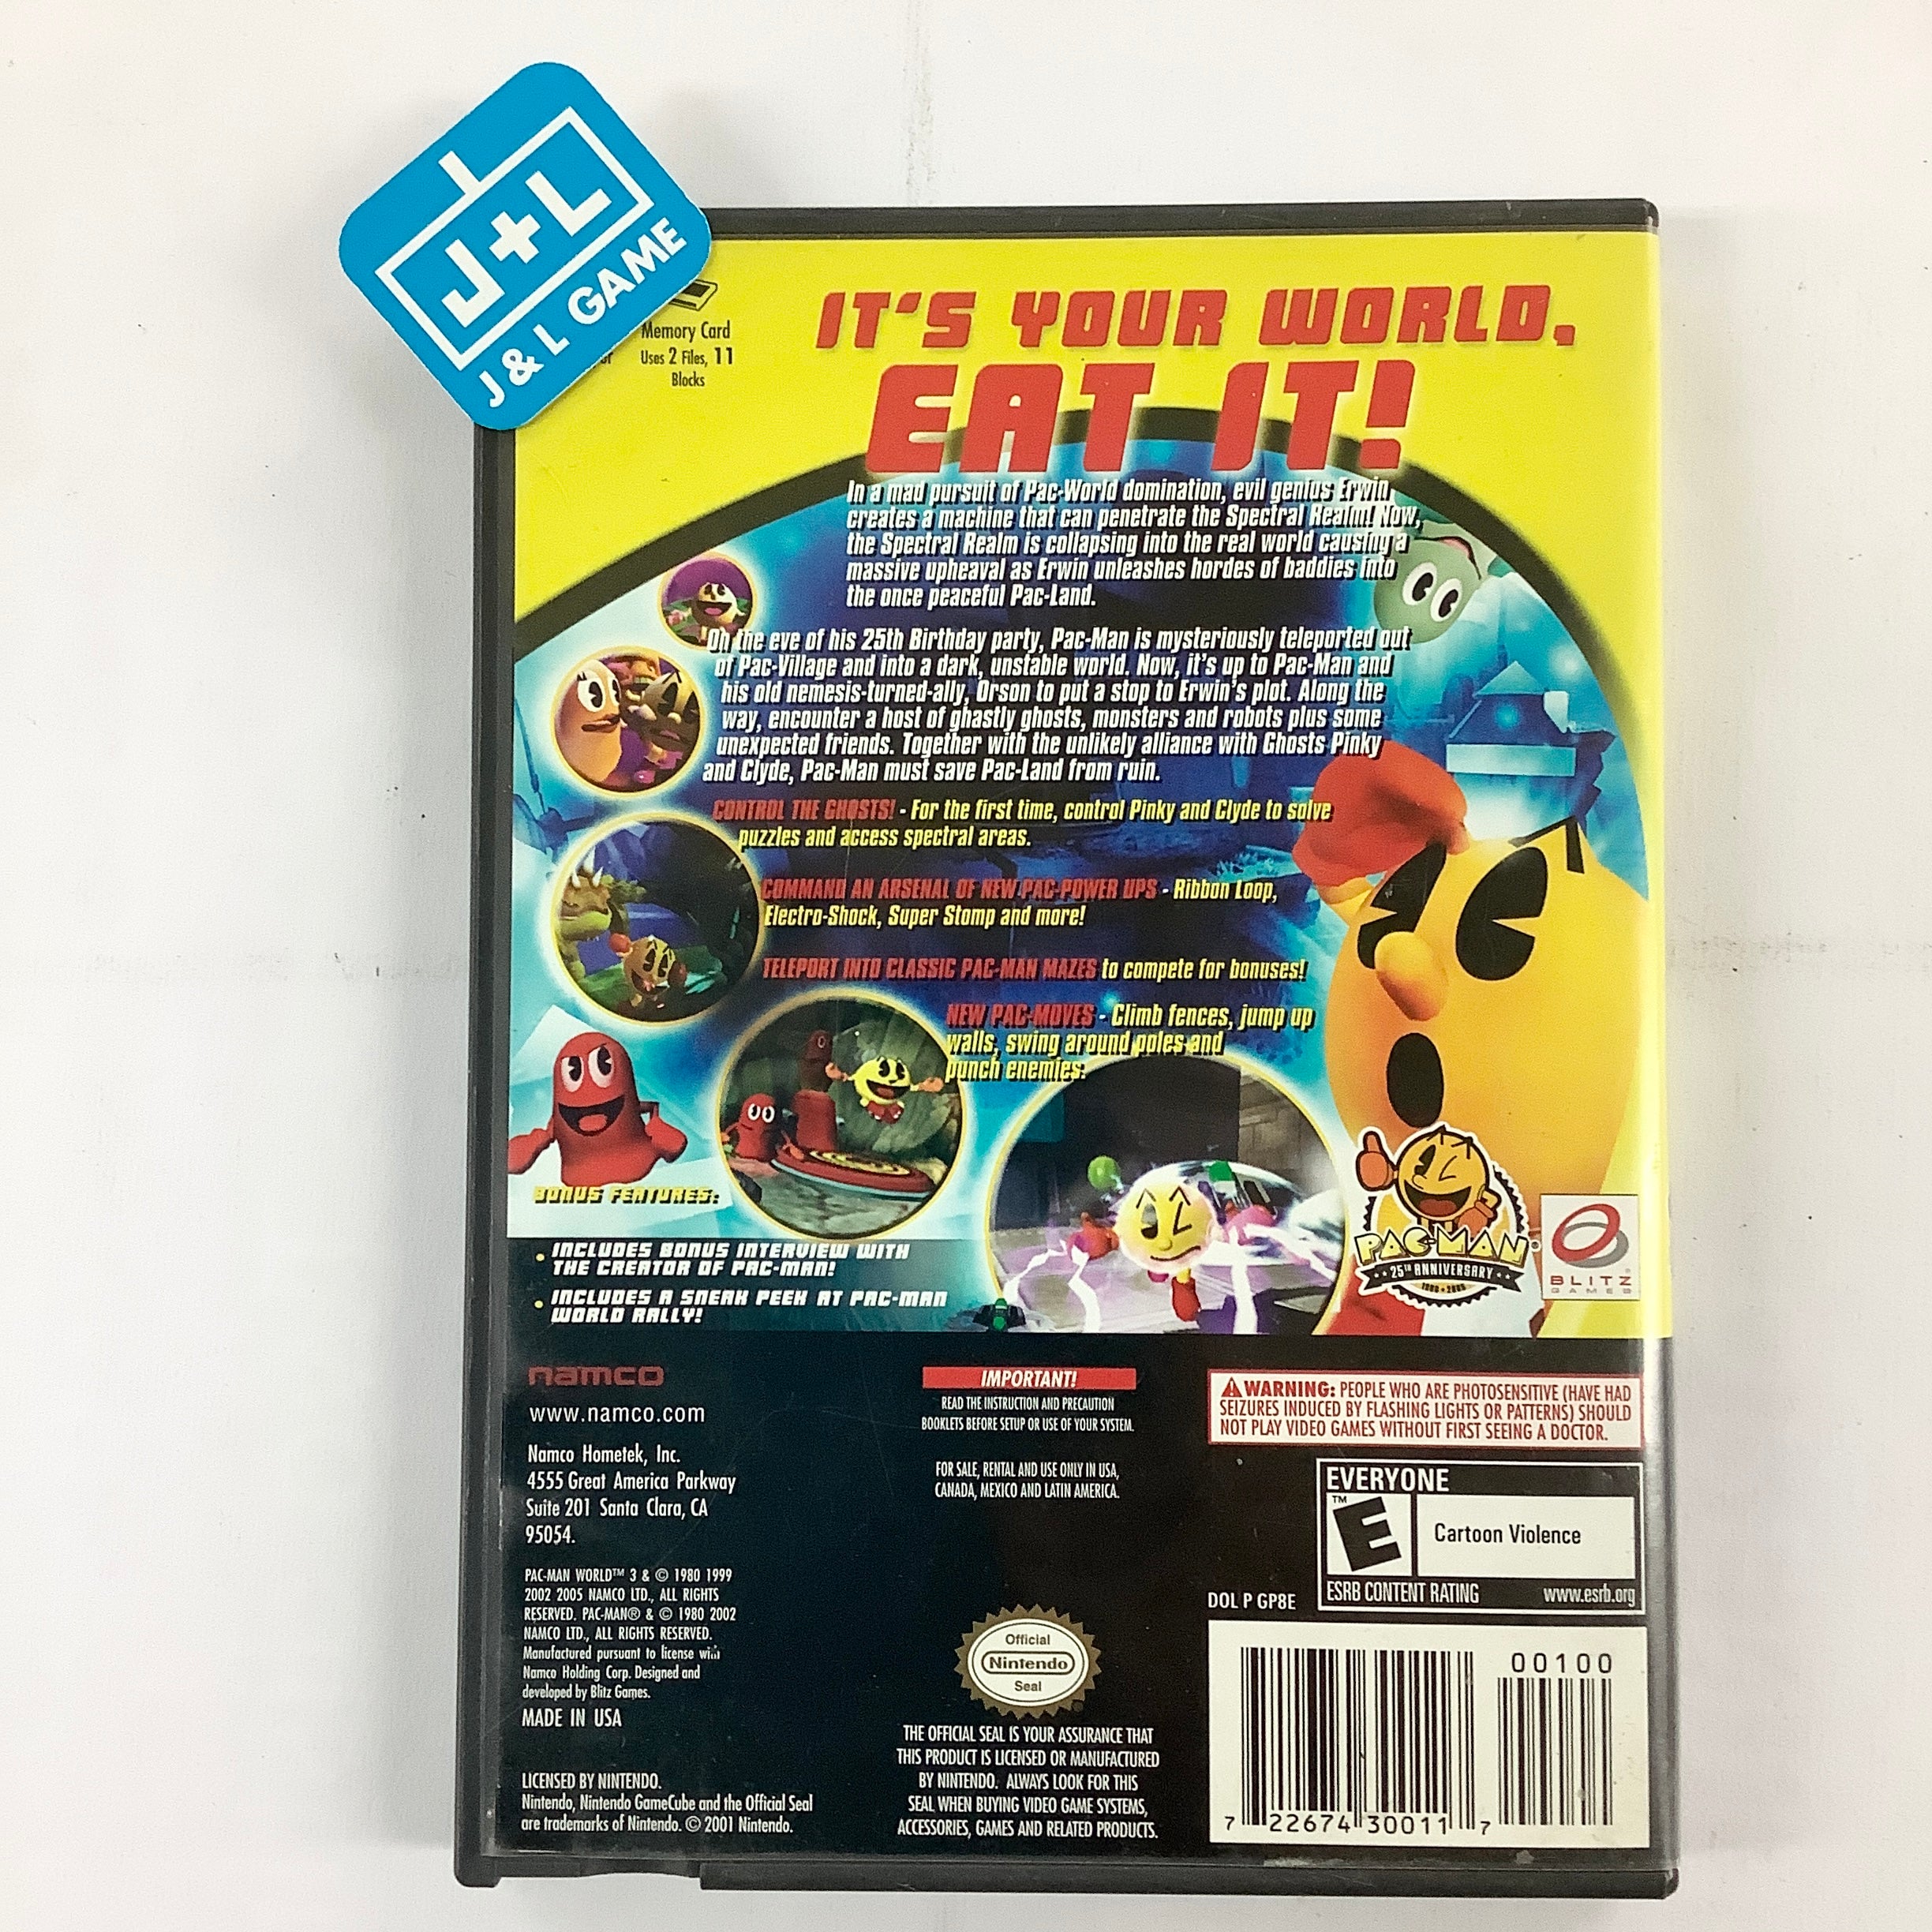 J+L
J & L GAME
Memory Card
Uses 2 Files, 11
Blocks
IT'S YOUR WORLD,
EAT IT!
In a mad pursuit of Pac-World domination, evil genius Erwin
creates a machine that can penetrate the Spectral Realm! Now,
the Spectral Realm is collapsing into the real world causing a
massive upheaval as Erwin unleashes hordes of baddies into
the once peaceful Pac-Land.
On the eve of his 25th Birthday party, Pac-Man is mysteriously teleported out
of Pac-Village and into a dark, unstable world. Now, it's up to Pac-Man and
his old nemesis-turned-ally, Orson to put a stop to Erwin's plot. Along the
way, encounter a host of ghastly ghosts, monsters and robots plus some
unexpected friends. Together with the unlikely alliance with Ghosts Pinky
and Clyde, Pac-Man must save Pac-Land from ruin.
CONTROL THE GHOSTS! - For the first time, control Pinky and Clyde to solve
puzzles and access spectral areas.
COMMAND AN ARSENAL OF NEW PAC-POWER UPS - Ribbon Loop,
Electro-Shock, Super Stomp and more!
TELEPORT INTO CLASSIC PAC-MAN MAZES to compete for bonuses!
NEW PAC-MOVES - Climb fences, jump up
walls, swing around poles and
punch enemies.
BONUS FEATURES:
• INCLUDES BONUS INTERVIEW WITH
THE CREATOR OF PAC-MAN!
• INCLUDES A SNEAK PEEK AT PAC-MAN
WORLD RALLY!
PAC-MAN®
25TH ANNIVERSARY
1980 • 2005
BLITZ®
GAMES
namco
www.namco.com
Namco Hometek, Inc.
4555 Great America Parkway
Suite 201 Santa Clara, CA
95054.
PAC-MAN WORLD™ 3 & © 1980 1999
2002 2005 NAMCO LTD., ALL RIGHTS
RESERVED. PAC-MAN® & © 1980 2002
NAMCO LTD., ALL RIGHTS RESERVED.
Manufactured pursuant to license with
Namco Holding Corp. Designed and
developed by Blitz Games.
MADE IN USA
LICENSED BY NINTENDO.
Nintendo, Nintendo GameCube and the Official Seal
are trademarks of Nintendo. © 2001 Nintendo.
IMPORTANT!
READ THE INSTRUCTION AND PRECAUTION
BOOKLETS BEFORE SETUP OR USE OF YOUR SYSTEM.
FOR SALE, RENTAL AND USE ONLY IN USA,
CANADA, MEXICO AND LATIN AMERICA.
Official
Nintendo
Seal
THE OFFICIAL SEAL IS YOUR ASSURANCE THAT
THIS PRODUCT IS LICENSED OR MANUFACTURED
BY NINTENDO. ALWAYS LOOK FOR THIS
SEAL WHEN BUYING VIDEO GAME SYSTEMS,
ACCESSORIES, GAMES AND RELATED PRODUCTS.
WARNING: PEOPLE WHO ARE PHOTOSENSITIVE (HAVE HAD
SEIZURES INDUCED BY FLASHING LIGHTS OR PATTERNS) SHOULD
NOT PLAY VIDEO GAMES WITHOUT FIRST SEEING A DOCTOR.
EVERYONE
E™
Cartoon Violence
ESRB CONTENT RATING www.esrb.org
DOL P GP8E
00100
7 22674 30011 7